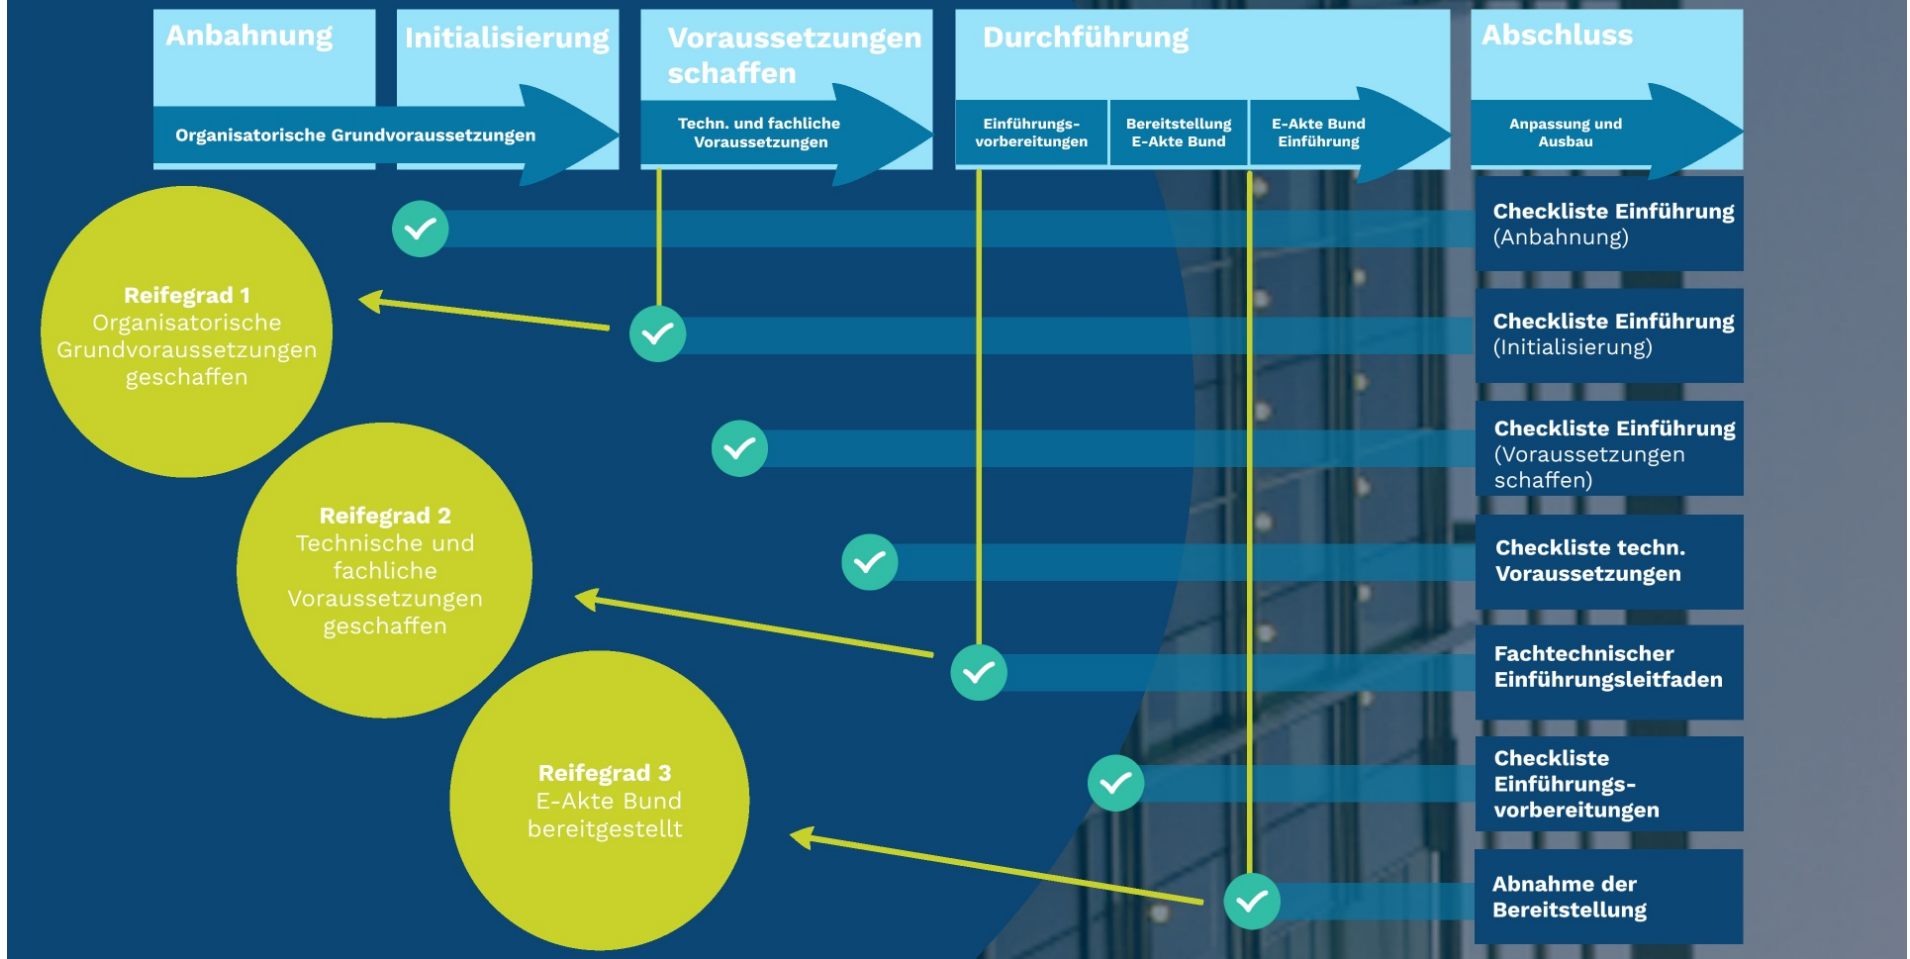 Anbahnung
Initialisierung
Voraussetzungen
schaffen
Durchführung
Abschluss
Organisatorische Grundvoraussetzungen
Techn. und fachliche
Voraussetzungen
Einführungs-
vorbereitungen
Bereitstellung
E-Akte Bund
E-Akte Bund
Einführung
Anpassung und
Ausbau
Checkliste Einführung
(Anbahnung)
Reifegrad 1
Organisatorische
Grundvoraussetzungen
geschaffen
Checkliste Einführung
(Initialisierung)
Checkliste Einführung
(Voraussetzungen
schaffen)
Reifegrad 2
Technische und
fachliche
Voraussetzungen
geschaffen
Checkliste techn.
Voraussetzungen
Fachtechnischer
Einführungsleitfaden
Reifegrad 3
E-Akte Bund
bereitgestellt
Checkliste
Einführungs-
vorbereitungen
Abnahme der
Bereitstellung